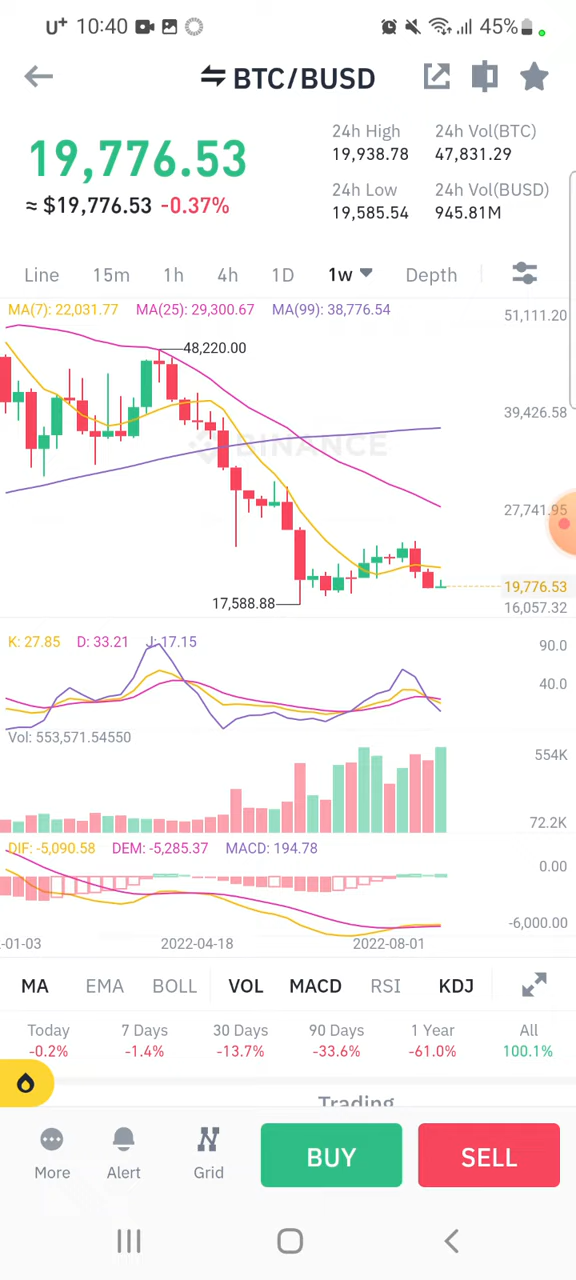 U+ 10:40 45%
BTC/BUSD
19,776.53
≈ $19,776.53 -0.37%
24h High
19,938.78
24h Vol(BTC)
47,831.29
24h Low
19,585.54
24h Vol(BUSD)
945.81M
Line 15m 1h 4h 1D 1w Depth
MA(7): 22,031.77 MA(25): 29,300.67 MA(99): 38,776.54
51,111.20
48,220.00
39,426.58
BINANCE
27,741.95
19,776.53
17,588.88
16,057.32
K: 27.85 D: 33.21 J: 17.15
90.0
40.0
Vol: 553,571.54550
554K
72.2K
DIF: -5,090.58 DEM: -5,285.37 MACD: 194.78
0.00
-6,000.00
-01-03 2022-04-18 2022-08-01
MA EMA BOLL VOL MACD RSI KDJ
Today 7 Days 30 Days 90 Days 1 Year All
-0.2% -1.4% -13.7% -33.6% -61.0% 100.1%
Trading
More Alert Grid BUY SELL